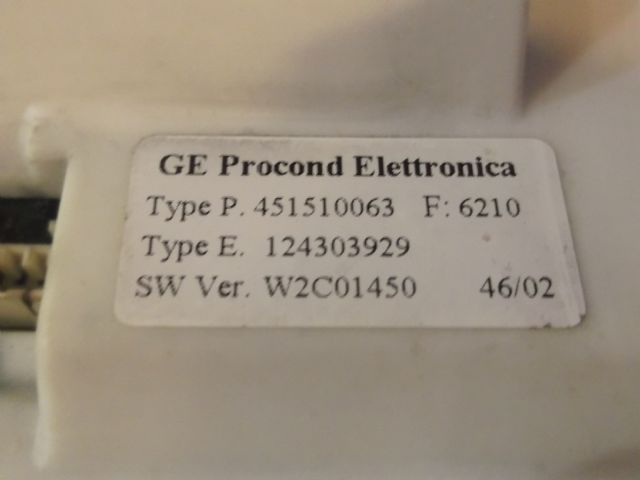 GE Procond Elettronica
Type P. 451510063 F: 6210
Type E. 124303929
SW Ver. W2C01450 46/02